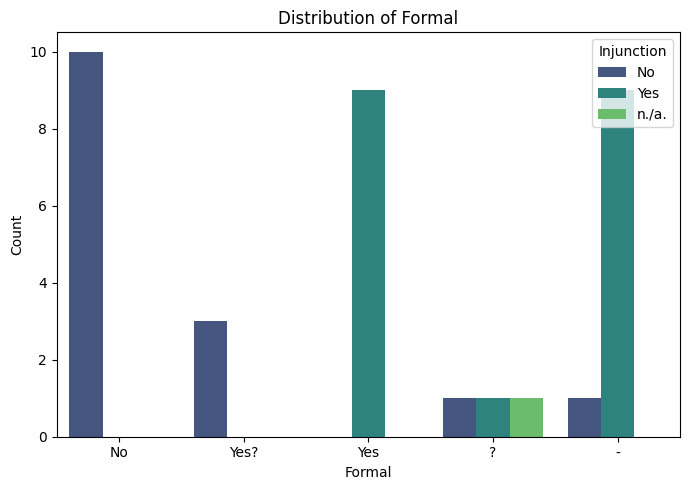 Distribution of Formal
Injunction
No
Yes
n./a.
10
8
6
4
2
0
Count
No Yes? Yes ? -
Formal